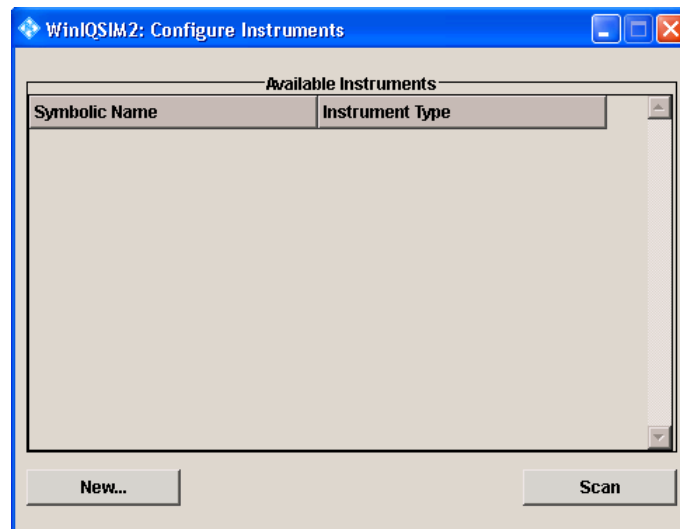 WinIQSIM2: Configure Instruments
Available Instruments
Symbolic Name Instrument Type
New... Scan